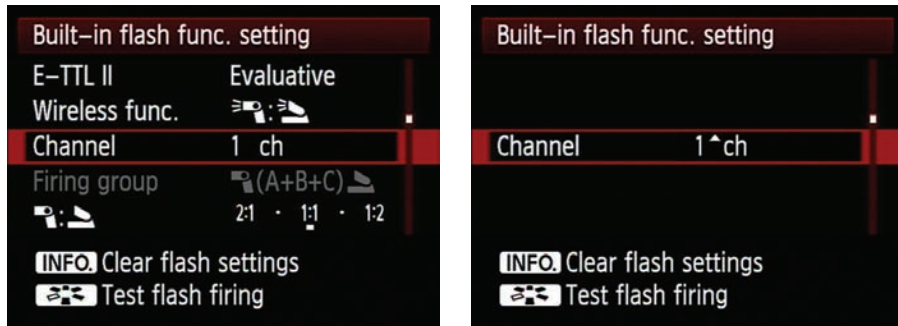 Built-in flash func. setting
E-TTL II Evaluative
Wireless func. :
Channel 1 ch
Firing group (A+B+C)
: 2:1 · 1:1 · 1:2
INFO. Clear flash settings
Test flash firing
Built-in flash func. setting
Channel 1 ch
INFO. Clear flash settings
Test flash firing